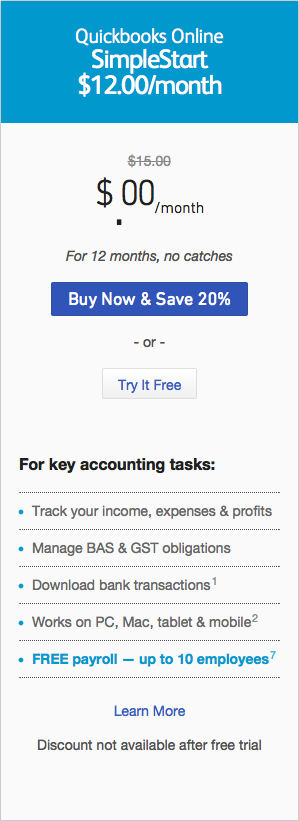 Quickbooks Online
SimpleStart
$12.00/month
$15.00
$.00/month
For 12 months, no catches
Buy Now & Save 20%
- or -
Try It Free
For key accounting tasks:
• Track your income, expenses & profits
• Manage BAS & GST obligations
• Download bank transactions1
• Works on PC, Mac, tablet & mobile2
• FREE payroll — up to 10 employees7
Learn More
Discount not available after free trial